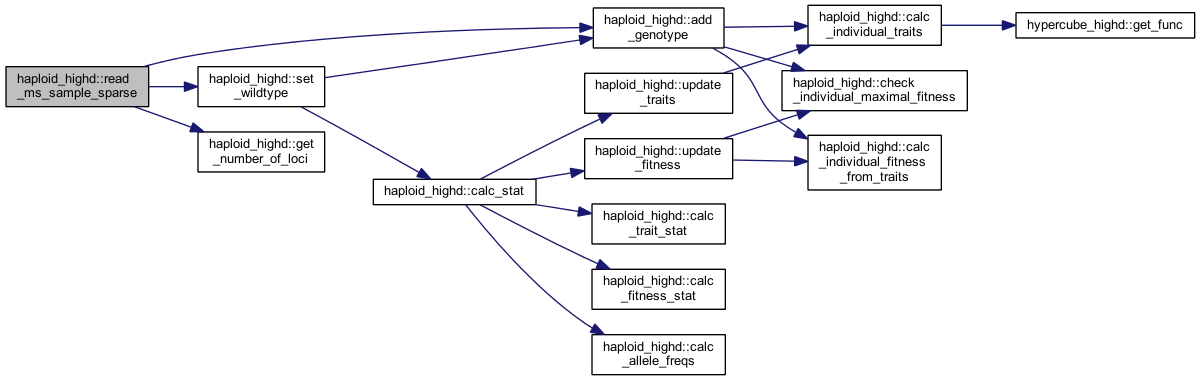 haploid_highd::read
_ms_sample_sparse
haploid_highd::set
_wildtype
haploid_highd::get
_number_of_loci
haploid_highd::calc_stat
haploid_highd::add
_genotype
haploid_highd::update
_traits
haploid_highd::update
_fitness
haploid_highd::calc
_trait_stat
haploid_highd::calc
_fitness_stat
haploid_highd::calc
_allele_freqs
haploid_highd::calc
_individual_traits
haploid_highd::check
_individual_maximal_fitness
haploid_highd::calc
_individual_fitness
_from_traits
hypercube_highd::get_func